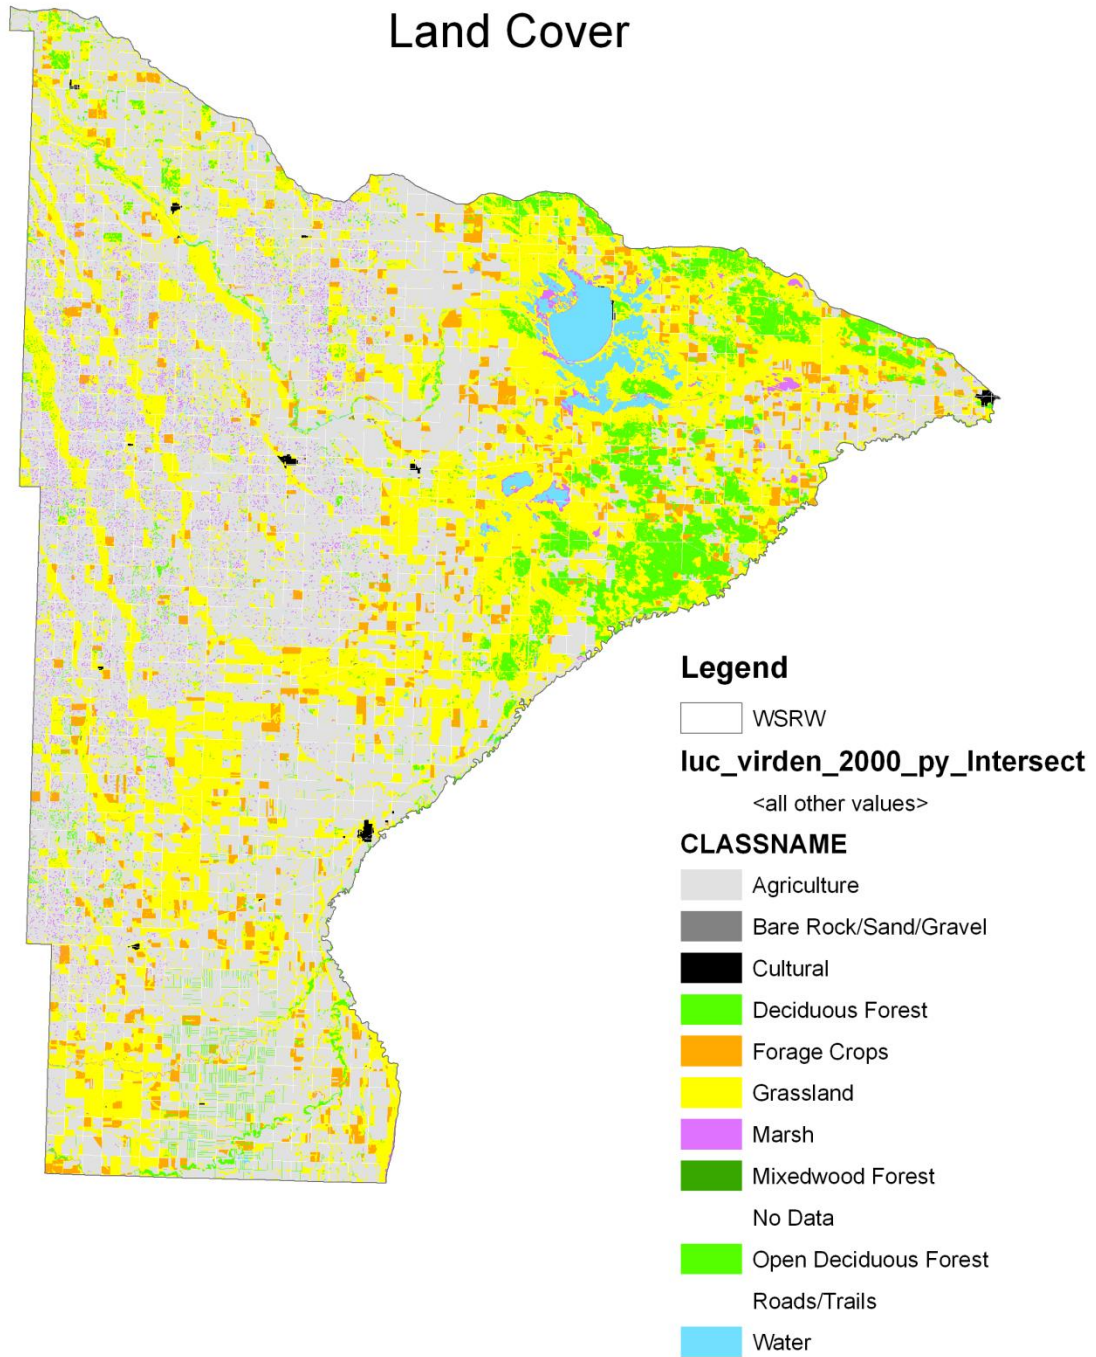 Land Cover
Legend
WSRW
luc_virden_2000_py_Intersect
<all other values>
CLASSNAME
Agriculture
Bare Rock/Sand/Gravel
Cultural
Deciduous Forest
Forage Crops
Grassland
Marsh
Mixedwood Forest
No Data
Open Deciduous Forest
Roads/Trails
Water